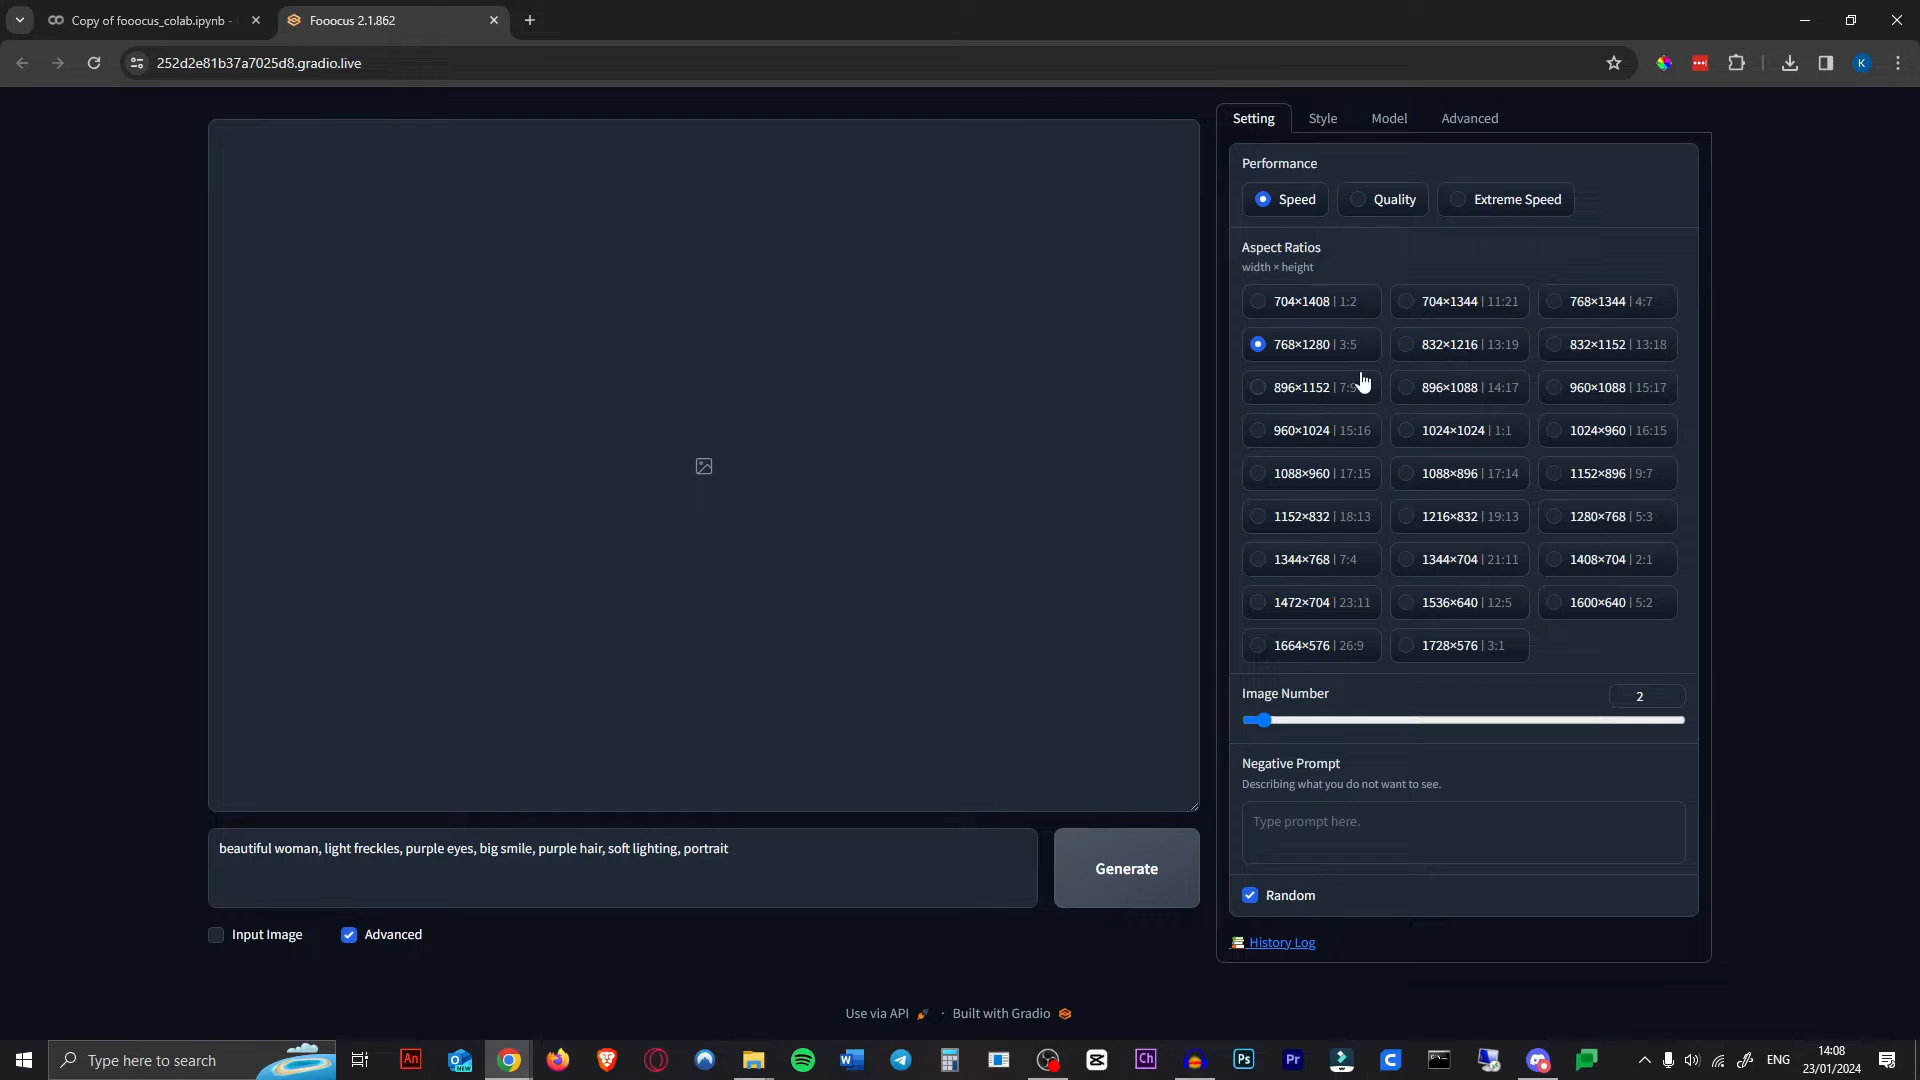 Copy of fooocus_colab.ipynb -
Fooocus 2.1.862
252d2e81b37a7025d8.gradio.live
K
Setting
Style
Model
Advanced
Performance
Speed
Quality
Extreme Speed
Aspect Ratios
width × height
704×1408 | 1:2
704×1344 | 11:21
768×1344 | 4:7
768×1280 | 3:5
832×1216 | 13:19
832×1152 | 13:18
896×1152 | 7:9
896×1088 | 14:17
960×1088 | 15:17
960×1024 | 15:16
1024×1024 | 1:1
1024×960 | 16:15
1088×960 | 17:15
1088×896 | 17:14
1152×896 | 9:7
1152×832 | 18:13
1216×832 | 19:13
1280×768 | 5:3
1344×768 | 7:4
1344×704 | 21:11
1408×704 | 2:1
1472×704 | 23:11
1536×640 | 12:5
1600×640 | 5:2
1664×576 | 26:9
1728×576 | 3:1
Image Number
2
Negative Prompt
Describing what you do not want to see.
Type prompt here.
Random
History Log
beautiful woman, light freckles, purple eyes, big smile, purple hair, soft lighting, portrait
Generate
Input Image
Advanced
Use via API · Built with Gradio
Type here to search
An
NEW
Ch
Ps
Pr
ENG
14:08
23/01/2024